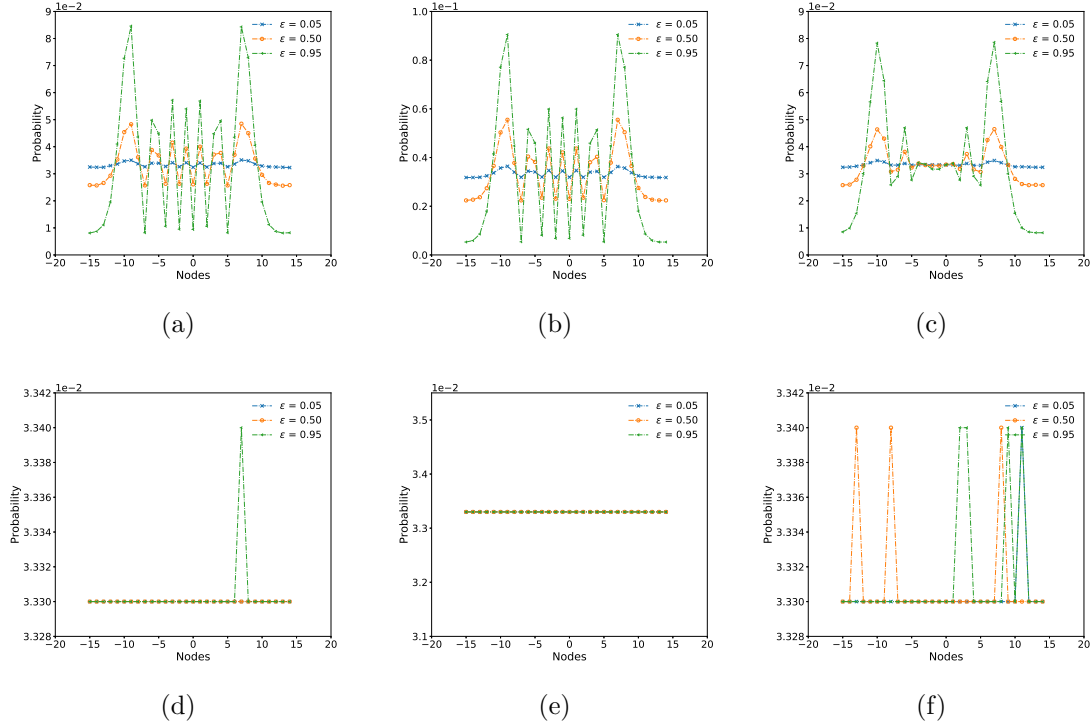 1e−2
ε = 0.05
ε = 0.50
ε = 0.95
Probability
9
8
7
6
5
4
3
2
1
0
−20 −15 −10 −5 0 5 10 15 20
Nodes
(a)
1e−1
ε = 0.05
ε = 0.50
ε = 0.95
Probability
1.0
0.8
0.6
0.4
0.2
0.0
−20 −15 −10 −5 0 5 10 15 20
Nodes
(b)
1e−2
ε = 0.05
ε = 0.50
ε = 0.95
Probability
9
8
7
6
5
4
3
2
1
0
−20 −15 −10 −5 0 5 10 15 20
Nodes
(c)
1e−2
ε = 0.05
ε = 0.50
ε = 0.95
Probability
3.342
3.340
3.338
3.336
3.334
3.332
3.330
3.328
−20 −15 −10 −5 0 5 10 15 20
Nodes
(d)
1e−2
ε = 0.05
ε = 0.50
ε = 0.95
Probability
3.5
3.4
3.3
3.2
3.1
−20 −15 −10 −5 0 5 10 15 20
Nodes
(e)
1e−2
ε = 0.05
ε = 0.50
ε = 0.95
Probability
3.342
3.340
3.338
3.336
3.334
3.332
3.330
3.328
−20 −15 −10 −5 0 5 10 15 20
Nodes
(f)